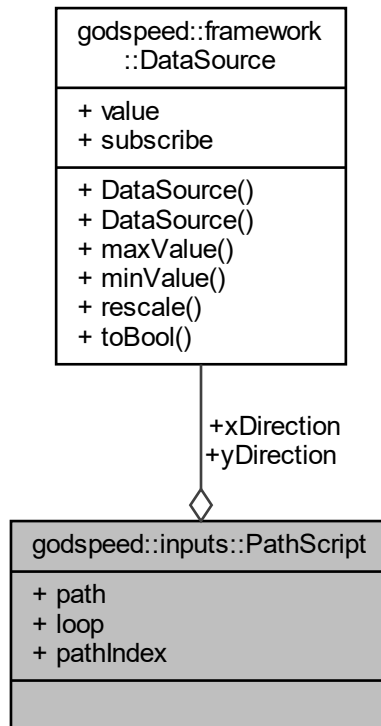 godspeed::framework
::DataSource
+ value
+ subscribe
+ DataSource()
+ DataSource()
+ maxValue()
+ minValue()
+ rescale()
+ toBool()
+xDirection
+yDirection
godspeed::inputs::PathScript
+ path
+ loop
+ pathIndex